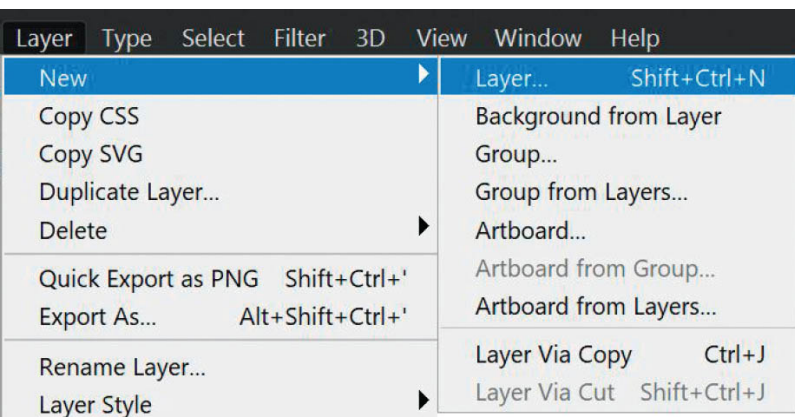 Layer Type Select Filter 3D View Window Help
New
Copy CSS
Copy SVG
Duplicate Layer...
Delete
Quick Export as PNG Shift+Ctrl+'
Export As... Alt+Shift+Ctrl+'
Rename Layer...
Layer Style
Layer... Shift+Ctrl+N
Background from Layer
Group...
Group from Layers...
Artboard...
Artboard from Group...
Artboard from Layers...
Layer Via Copy Ctrl+J
Layer Via Cut Shift+Ctrl+J